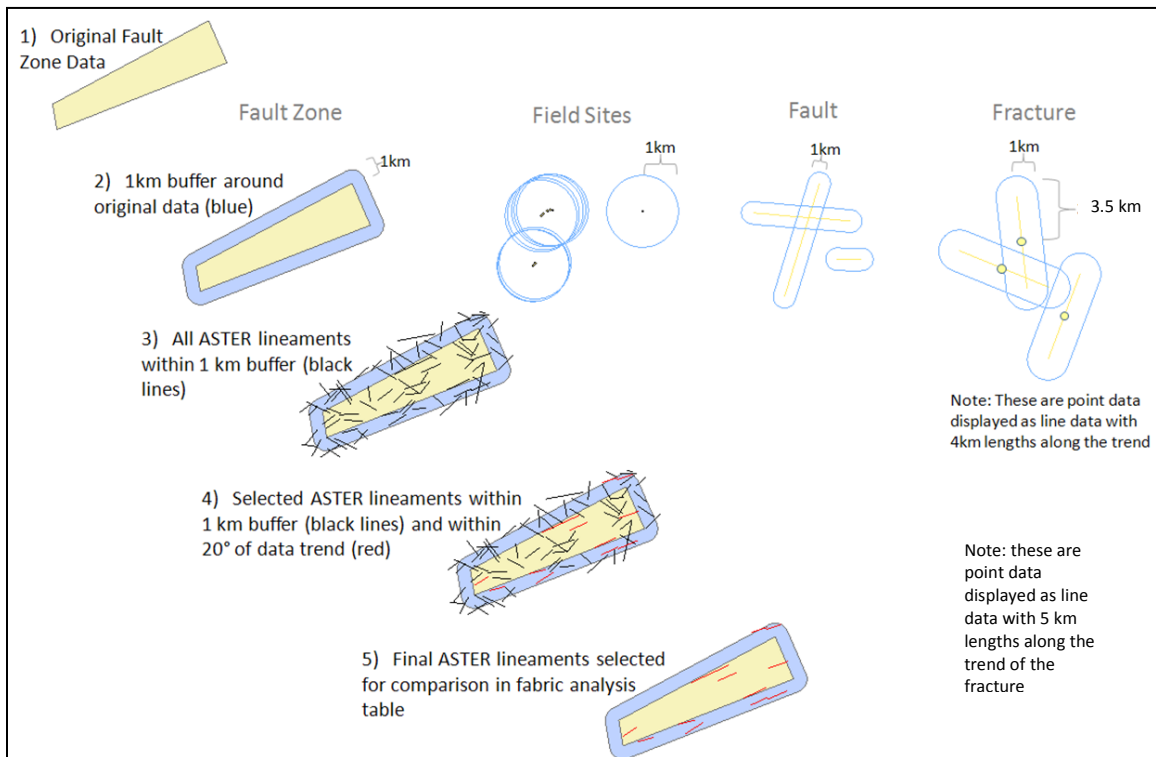 1) Original Fault
Zone Data
Fault Zone
Field Sites
Fault
Fracture
1km
1km
1km
1km
3.5 km
2) 1km buffer around
original data (blue)
3) All ASTER lineaments
within 1 km buffer (black
lines)
Note: These are point data
displayed as line data with
4km lengths along the trend
4) Selected ASTER lineaments within
1 km buffer (black lines) and within
20° of data trend (red)
Note: these are
point data
displayed as line
data with 5 km
lengths along the
trend of the
fracture
5) Final ASTER lineaments selected
for comparison in fabric analysis
table